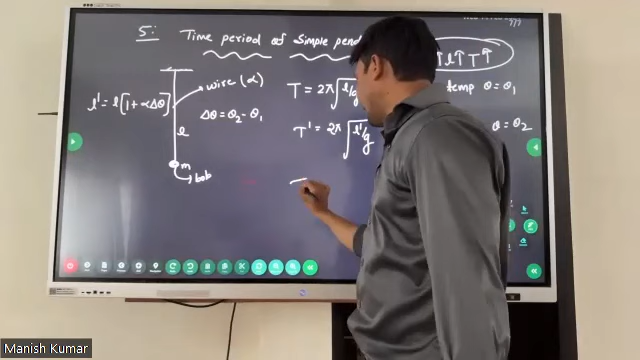 5: Time period of Simple pend
↑ l↑ T↑
wire (α)
T = 2π √l/g
temp θ = θ₁
l' = l[1+αΔθ]
Δθ = θ₂ - θ₁
T' = 2π √l'/g
θ = θ₂
l
m
bob
Manish Kumar